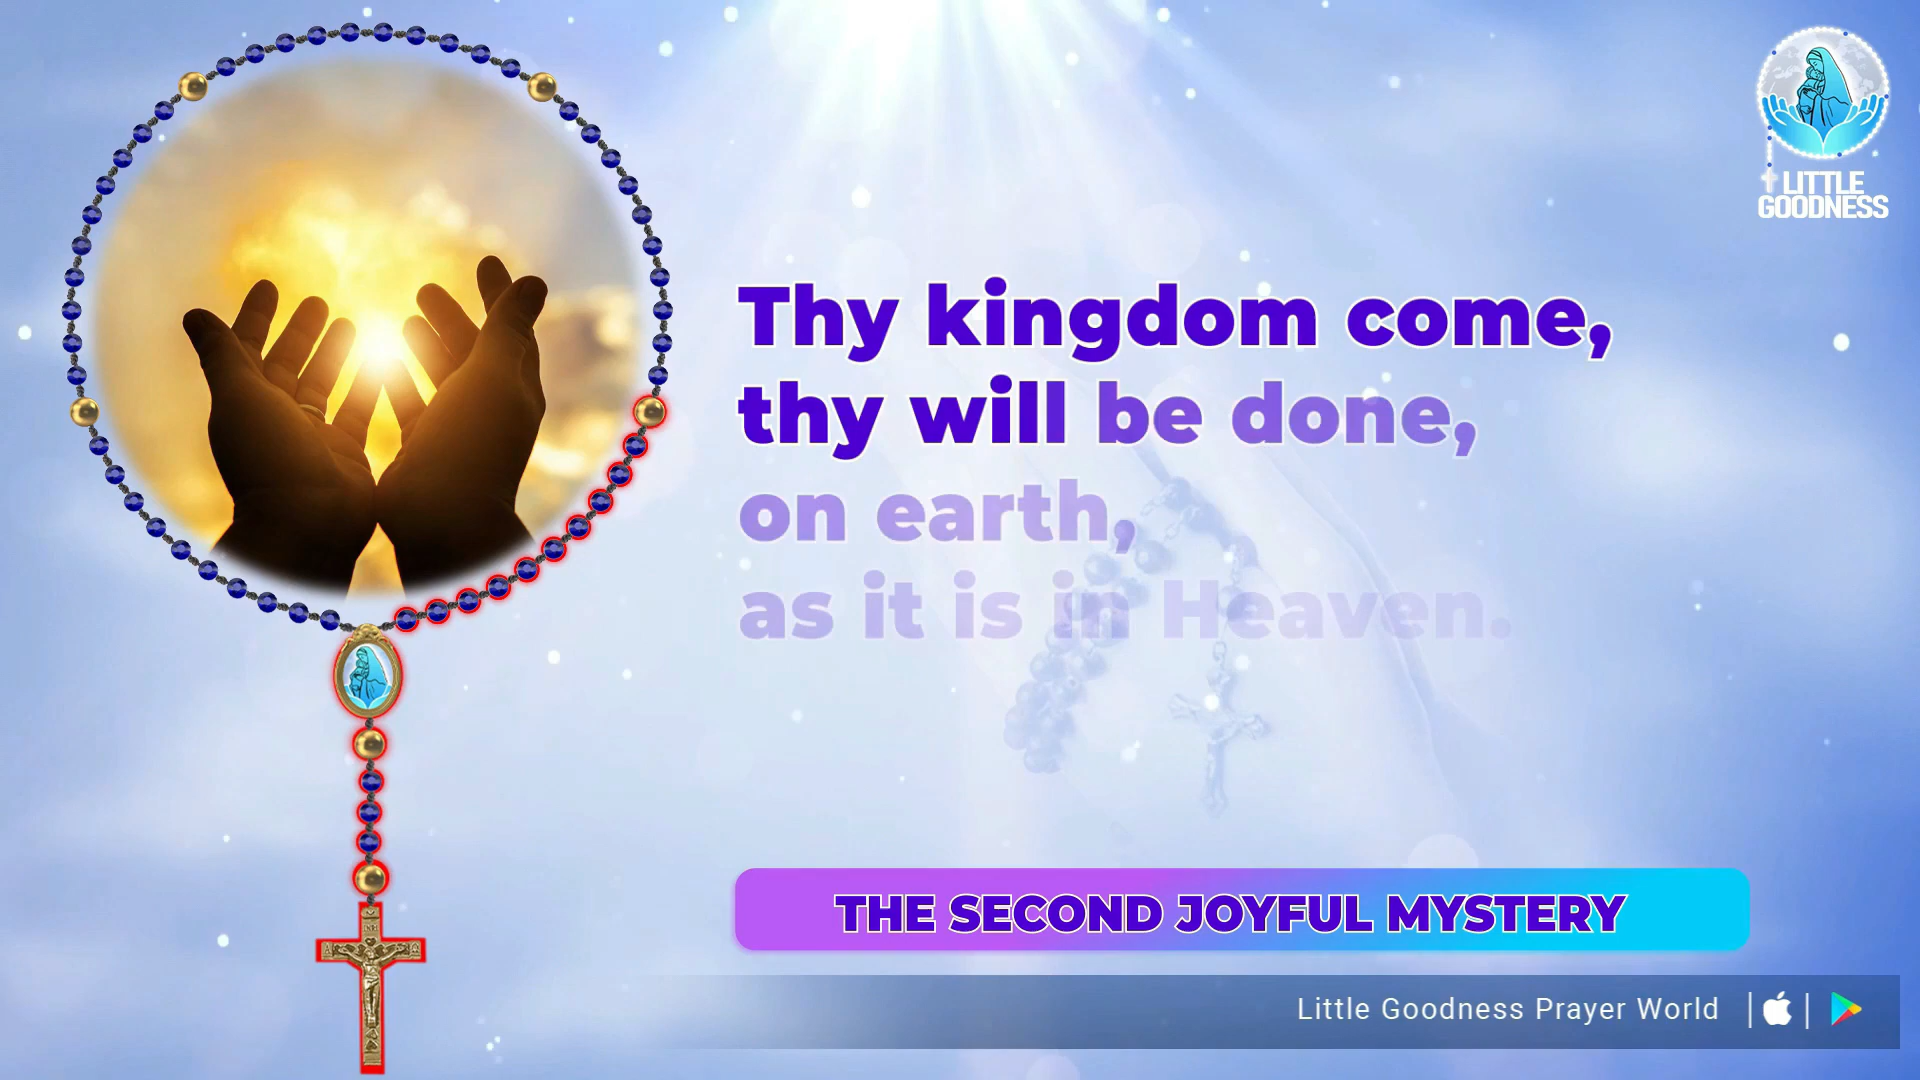 LITTLE
GOODNESS
Thy kingdom come,
thy will be done,
on earth,
as it is in Heaven.
THE SECOND JOYFUL MYSTERY
Little Goodness Prayer World